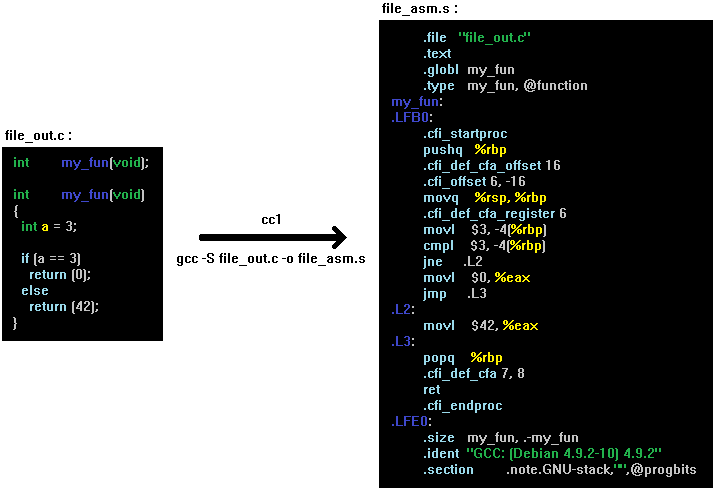 file_out.c :
int my_fun(void);
int my_fun(void)
{
int a = 3;
if (a == 3)
return (0);
else
return (42);
}
cc1
gcc -S file_out.c -o file_asm.s
file_asm.s :
.file "file_out.c"
.text
.globl my_fun
.type my_fun, @function
my_fun:
.LFB0:
.cfi_startproc
pushq %rbp
.cfi_def_cfa_offset 16
.cfi_offset 6, -16
movq %rsp, %rbp
.cfi_def_cfa_register 6
movl $3, -4(%rbp)
cmpl $3, -4(%rbp)
jne .L2
movl $0, %eax
jmp .L3
.L2:
movl $42, %eax
.L3:
popq %rbp
.cfi_def_cfa 7, 8
ret
.cfi_endproc
.LFE0:
.size my_fun, .-my_fun
.ident "GCC: (Debian 4.9.2-10) 4.9.2"
.section .note.GNU-stack,"",@progbits